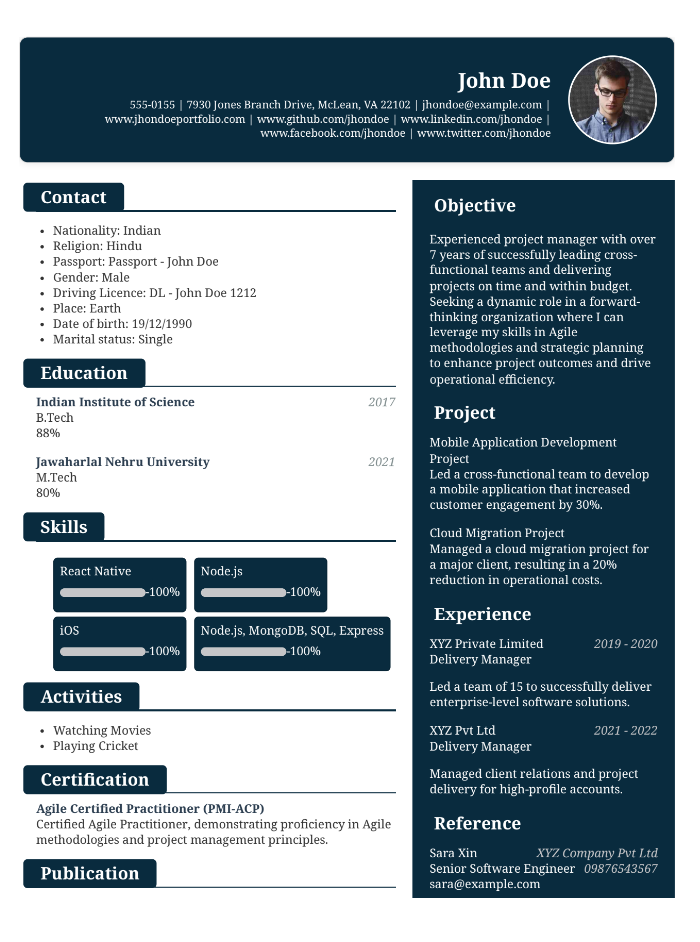 John Doe
555-0155 | 7930 Jones Branch Drive, McLean, VA 22102 | jhondoe@example.com |
www.jhondoeportfolio.com | www.github.com/jhondoe | www.linkedin.com/jhondoe |
www.facebook.com/jhondoe | www.twitter.com/jhondoe
Contact
• Nationality: Indian
• Religion: Hindu
• Passport: Passport - John Doe
• Gender: Male
• Driving Licence: DL - John Doe 1212
• Place: Earth
• Date of birth: 19/12/1990
• Marital status: Single
Education
Indian Institute of Science 2017
B.Tech
88%
Jawaharlal Nehru University 2021
M.Tech
80%
Skills
React Native
-100%
Node.js
-100%
iOS
-100%
Node.js, MongoDB, SQL, Express
-100%
Activities
• Watching Movies
• Playing Cricket
Certification
Agile Certified Practitioner (PMI-ACP)
Certified Agile Practitioner, demonstrating proficiency in Agile
methodologies and project management principles.
Publication
Objective
Experienced project manager with over
7 years of successfully leading cross-
functional teams and delivering
projects on time and within budget.
Seeking a dynamic role in a forward-
thinking organization where I can
leverage my skills in Agile
methodologies and strategic planning
to enhance project outcomes and drive
operational efficiency.
Project
Mobile Application Development
Project
Led a cross-functional team to develop
a mobile application that increased
customer engagement by 30%.
Cloud Migration Project
Managed a cloud migration project for
a major client, resulting in a 20%
reduction in operational costs.
Experience
XYZ Private Limited 2019 - 2020
Delivery Manager
Led a team of 15 to successfully deliver
enterprise-level software solutions.
XYZ Pvt Ltd 2021 - 2022
Delivery Manager
Managed client relations and project
delivery for high-profile accounts.
Reference
Sara Xin XYZ Company Pvt Ltd
Senior Software Engineer 09876543567
sara@example.com